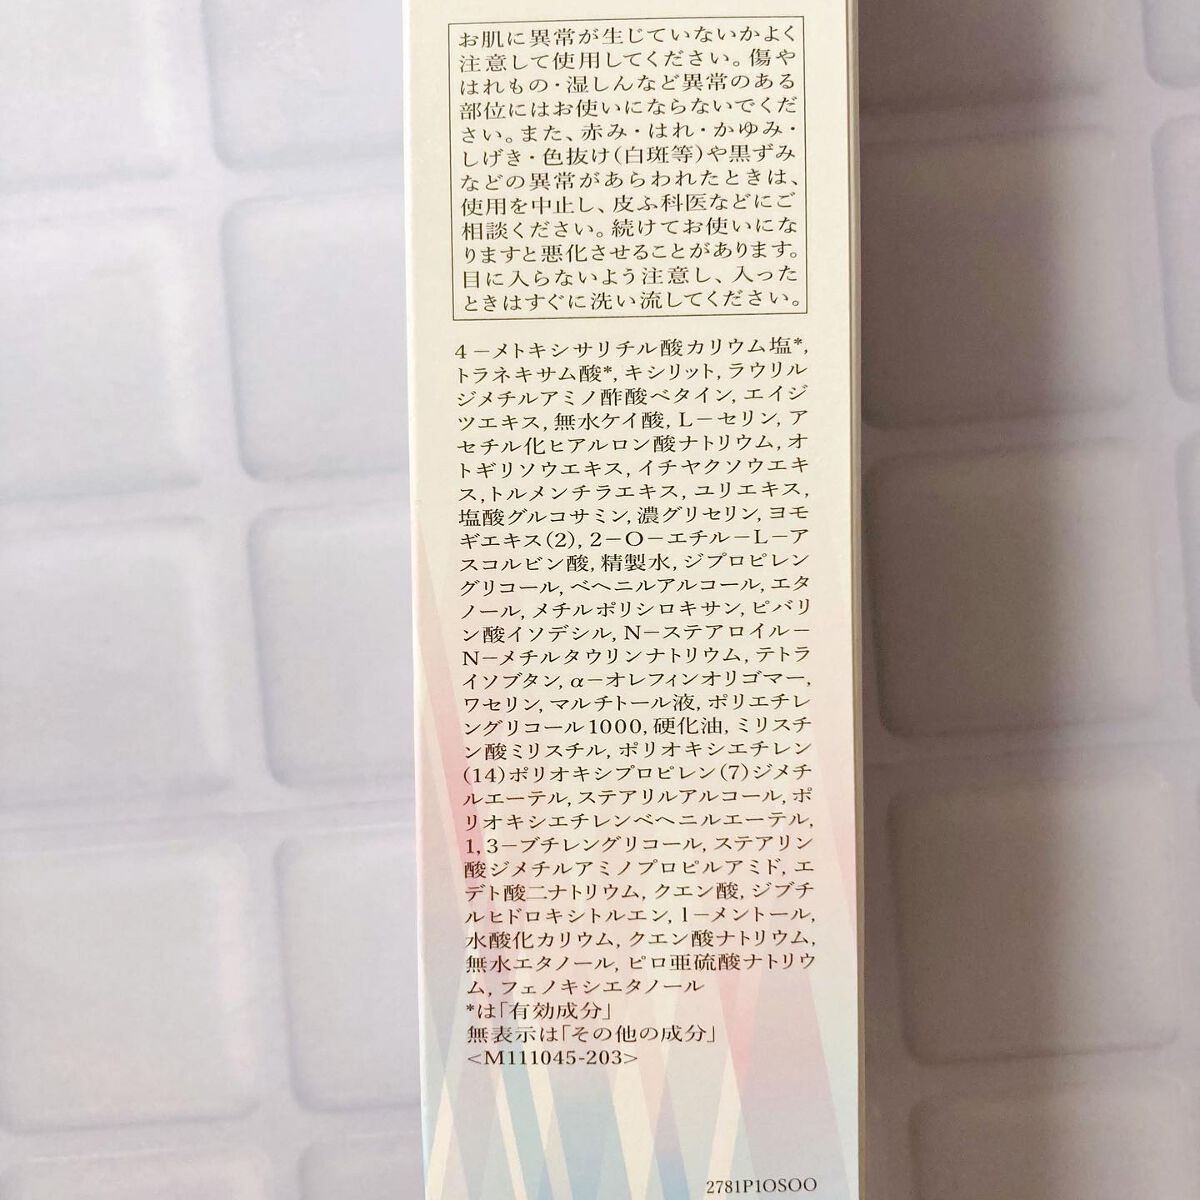 お肌に異常が生じていないかよく
注意して使用してください。傷や
はれもの・湿しんなど異常のある
部位にはお使いにならないでくだ
さい。また、赤み・はれ・かゆみ・
しげき・色抜け(白斑等)や黒ずみ
などの異常があらわれたときは、
使用を中止し、皮ふ科医などにご
相談ください。続けてお使いにな
りますと悪化させることがあります。
目に入らないよう注意し、入った
ときはすぐに洗い流してください。
4－メトキシサリチル酸カリウム塩*,
トラネキサム酸*, キシリット, ラウリル
ジメチルアミノ酢酸ベタイン, エイジ
ツエキス, 無水ケイ酸, L－セリン, ア
セチル化ヒアルロン酸ナトリウム, オ
トギリソウエキス, イチヤクソウエキ
ス,トルメンチラエキス, ユリエキス,
塩酸グルコサミン, 濃グリセリン, ヨモ
ギエキス(2), 2－O－エチル－L－ア
スコルビン酸, 精製水, ジプロピレン
グリコール, ベヘニルアルコール, エタ
ノール, メチルポリシロキサン, ピバリ
ン酸イソデシル, N－ステアロイル－
N－メチルタウリンナトリウム, テトラ
イソブタン, α－オレフィンオリゴマー,
ワセリン, マルチトール液, ポリエチレ
ングリコール1000, 硬化油, ミリスチ
ン酸ミリスチル, ポリオキシエチレン
(14)ポリオキシプロピレン(7)ジメチ
ルエーテル, ステアリルアルコール, ポ
リオキシエチレンベヘニルエーテル,
1,3－ブチレングリコール, ステアリン
酸ジメチルアミノプロピルアミド, エ
デト酸二ナトリウム, クエン酸, ジブチ
ルヒドロキシトルエン, l－メントール,
水酸化カリウム, クエン酸ナトリウム,
無水エタノール, ピロ亜硫酸ナトリウ
ム, フェノキシエタノール
*は「有効成分」
無表示は「その他の成分」
<M111045-203>
2781P1OSOO